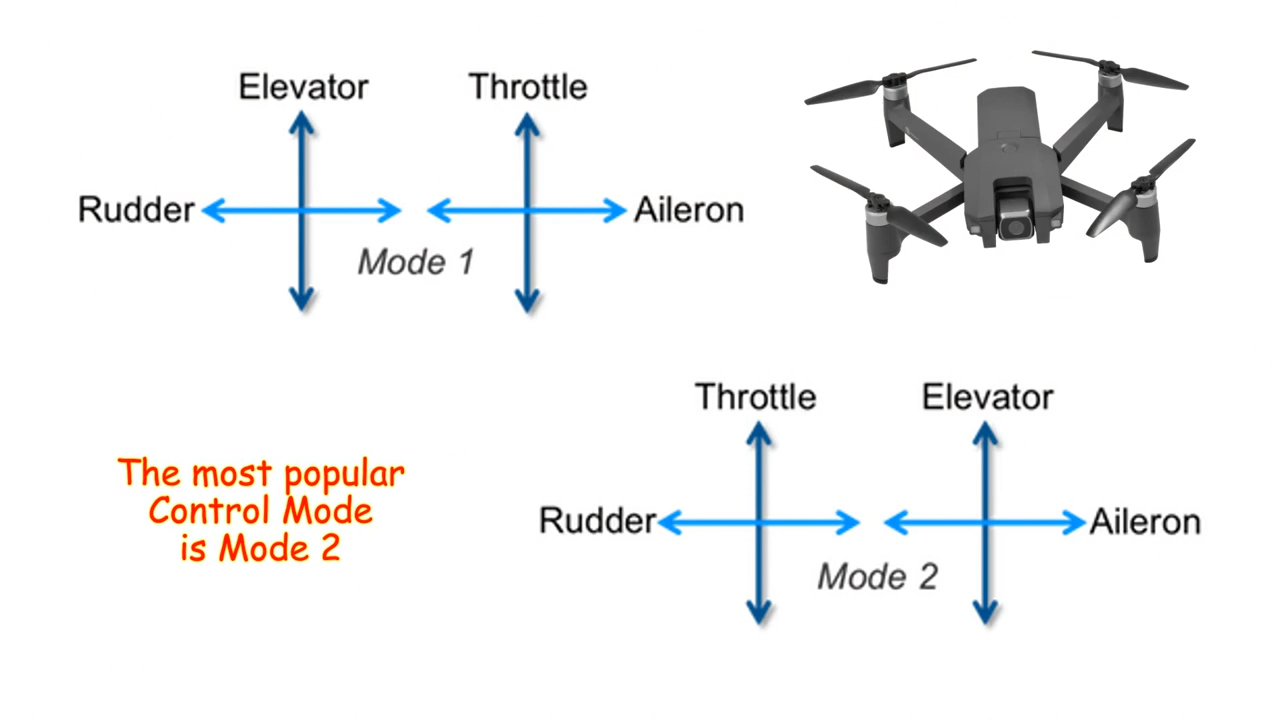 Elevator
Throttle
Rudder
Aileron
Mode 1
Throttle
Elevator
The most popular
Control Mode
is Mode 2
Rudder
Aileron
Mode 2